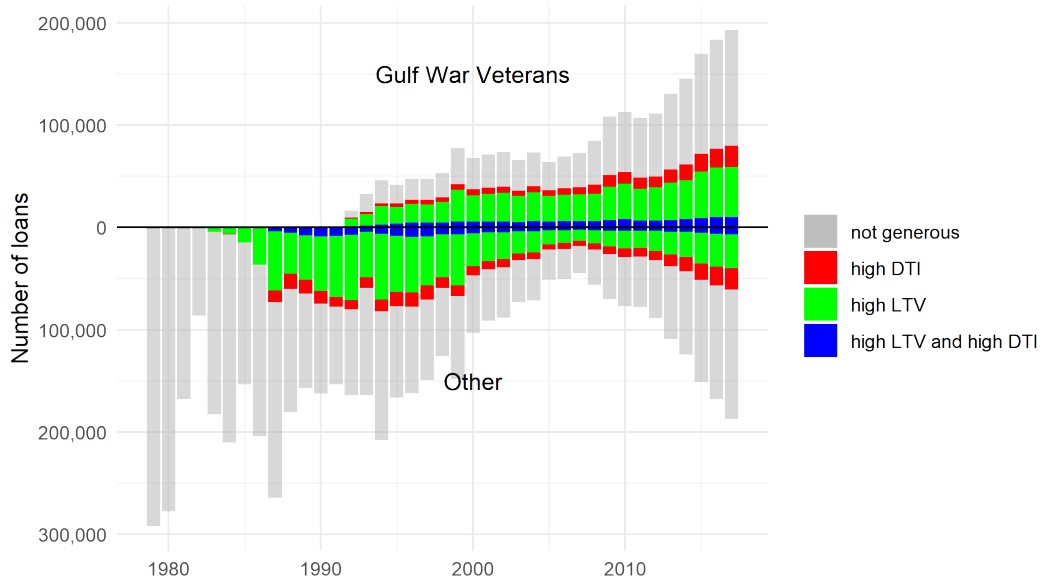 200,000
100,000
0
100,000
200,000
300,000
Number of loans
Gulf War Veterans
Other
1980
1990
2000
2010
not generous
high DTI
high LTV
high LTV and high DTI